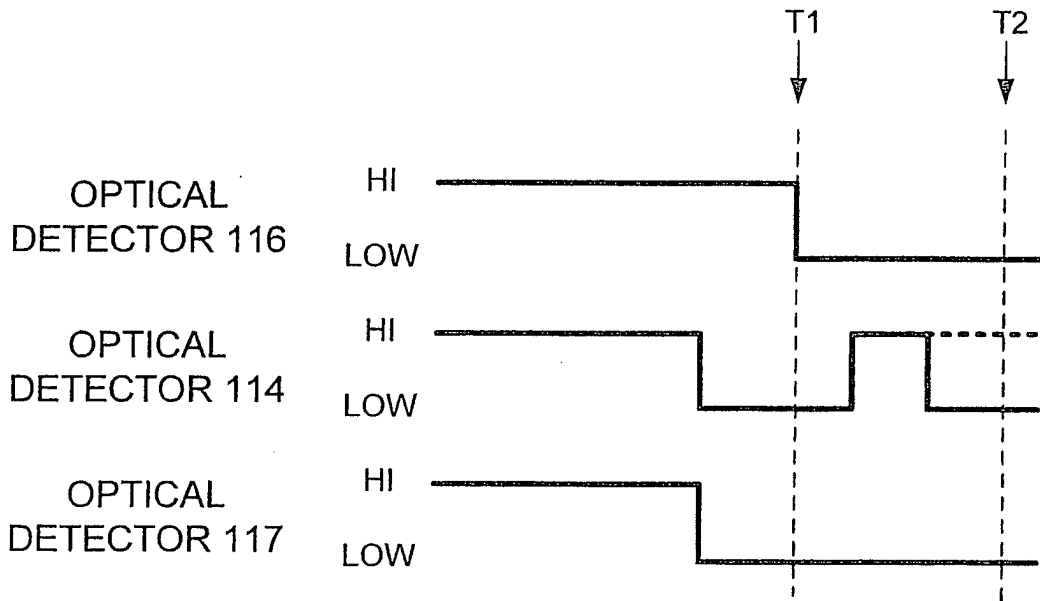 T1 T2
OPTICAL
DETECTOR 116
HI
LOW
OPTICAL
DETECTOR 114
HI
LOW
OPTICAL
DETECTOR 117
HI
LOW